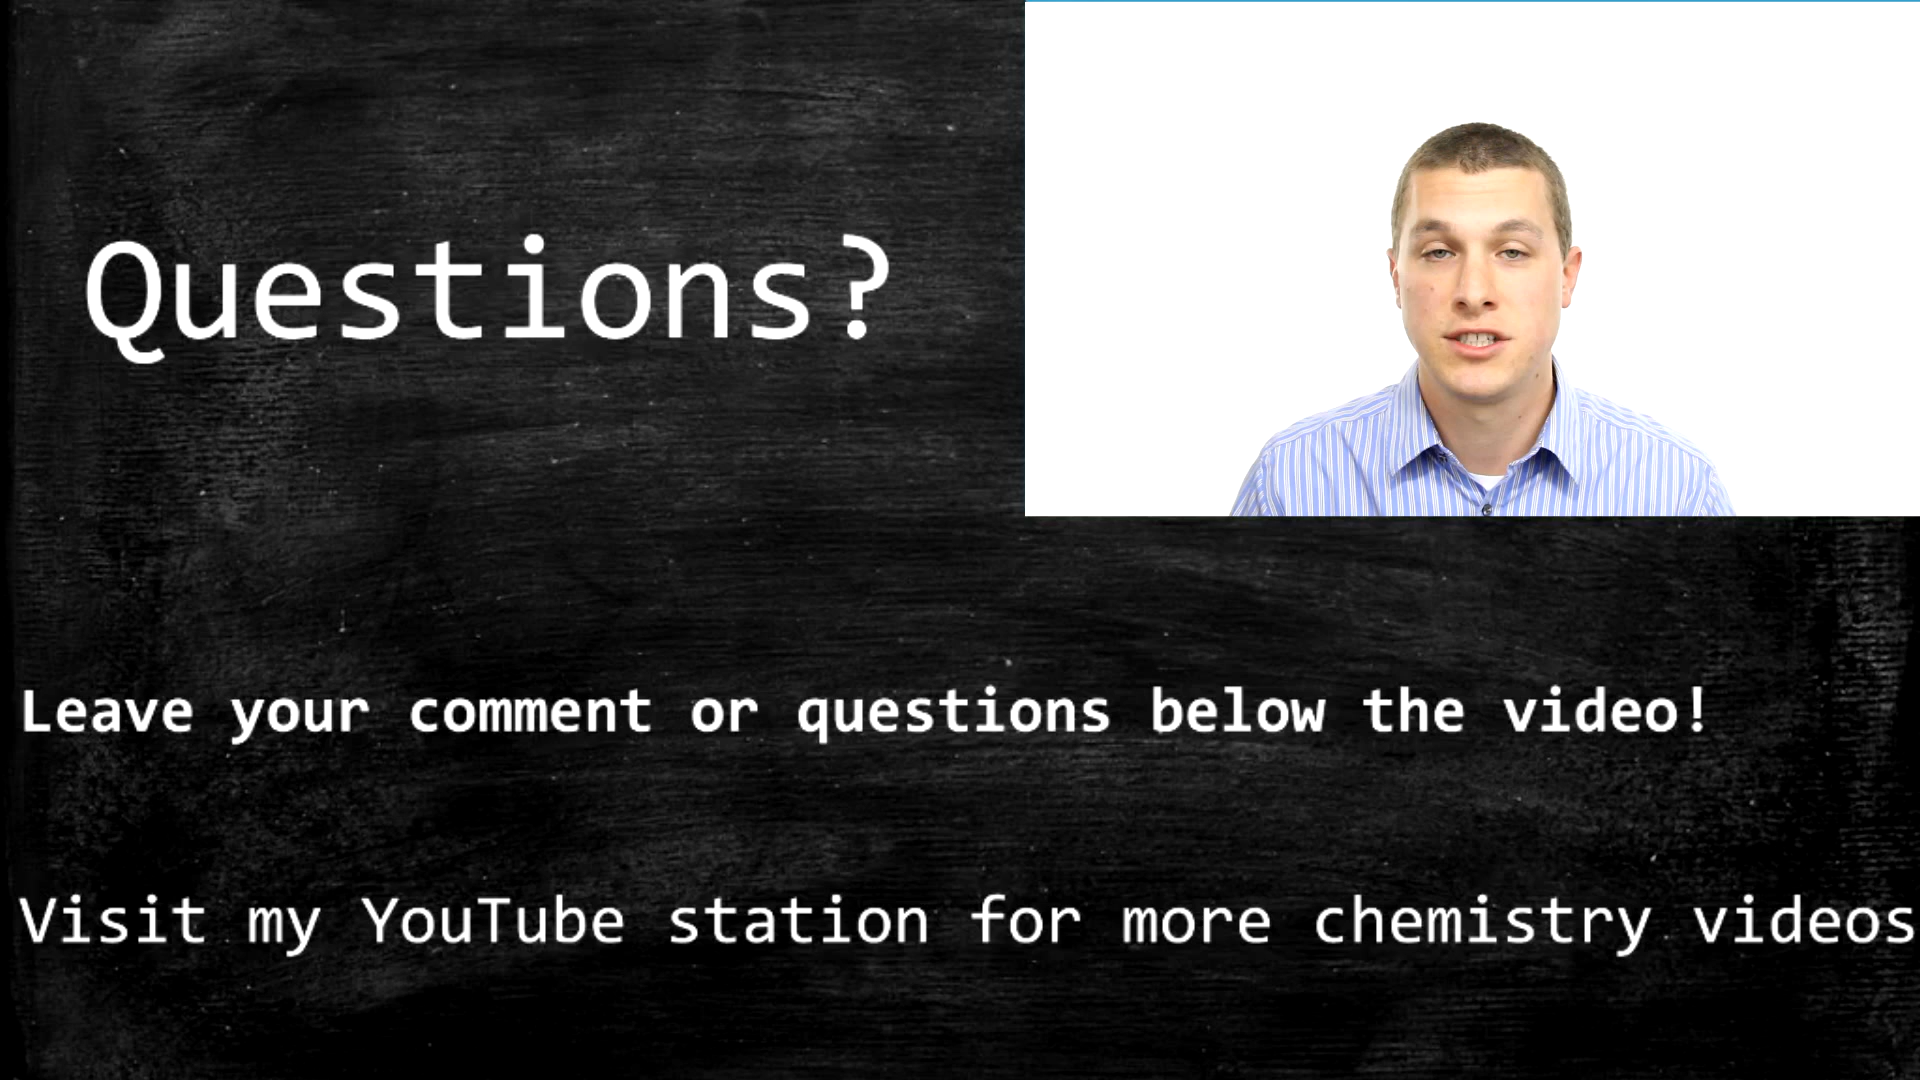 Questions?
Leave your comment or questions below the video!
Visit my YouTube station for more chemistry videos